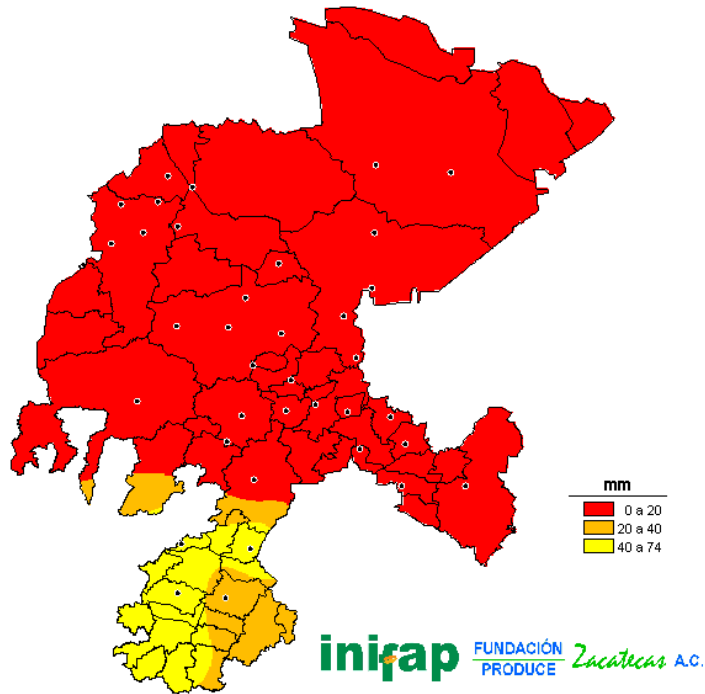 mm
0 a 20
20 a 40
40 a 74
inifap
FUNDACIÓN
PRODUCE
Zacatecas A.C.